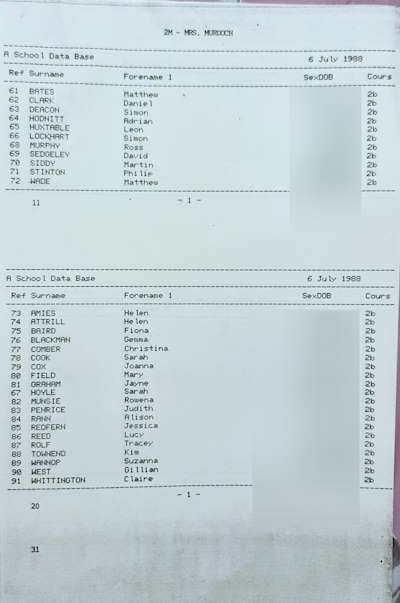 2M - MRS. MURDOCH
A School Data Base 6 July 1988
Ref Surname Forename 1 SexDOB Cours
61 BATES Matthew 2b
62 CLARK Daniel 2b
63 DEACON Simon 2b
64 HODNITT Adrian 2b
65 HUXTABLE Leon 2b
66 LOCKHART Simon 2b
68 MURPHY Ross 2b
69 SEDGELEY David 2b
70 SIDDY Martin 2b
71 STINTON Philip 2b
72 WADE Matthew 2b
11 - 1 -
A School Data Base 6 July 1988
Ref Surname Forename 1 SexDOB Cours
73 AMIES Helen 2b
74 ATTRILL Helen 2b
75 BAIRD Fiona 2b
76 BLACKMAN Gemma 2b
77 COMBER Christina 2b
78 COOK Sarah 2b
79 COX Joanna 2b
80 FIELD Mary 2b
81 GRAHAM Jayne 2b
67 HOYLE Sarah 2b
82 MUNSIE Rowena 2b
83 PENRICE Judith 2b
84 RANN Alison 2b
85 REDFERN Jessica 2b
86 REED Lucy 2b
87 ROLF Tracey 2b
88 TOWNEND Kim 2b
89 WANNOP Suzanna 2b
90 WEST Gillian 2b
91 WHITTINGTON Claire 2b
- 1 -
20
31